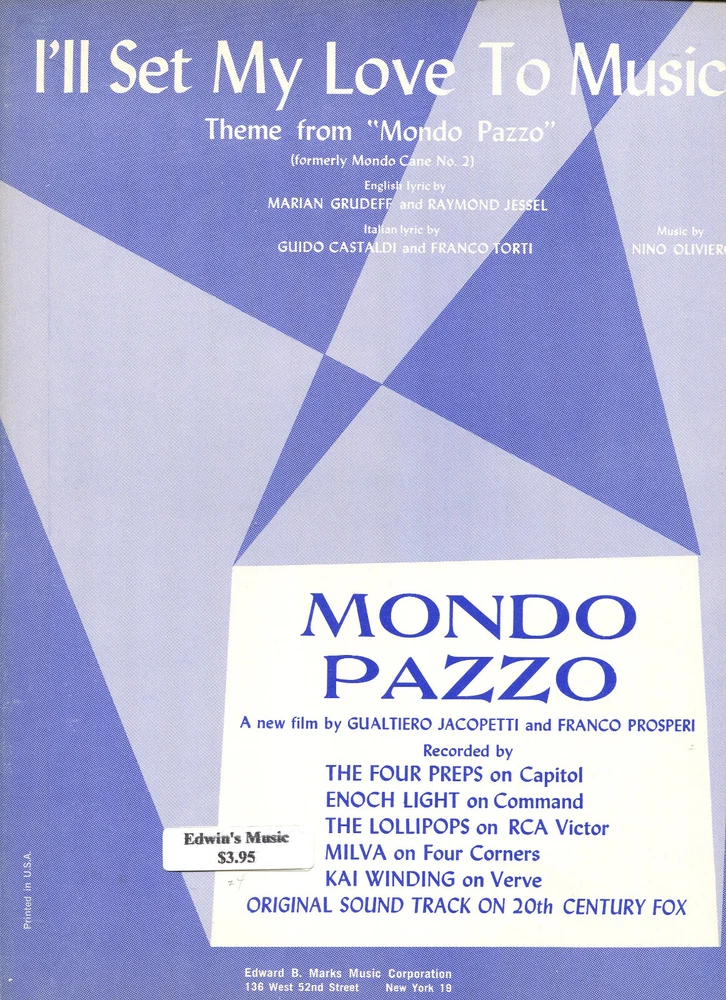 I'll Set My Love To Music
Theme from "Mondo Pazzo"
(formerly Mondo Cane No. 2)
English lyric by
MARIAN GRUDEFF and RAYMOND JESSEL
Italian lyric by
GUIDO CASTALDI and FRANCO TORTI
Music by
NINO OLIVIERO
MONDO
PAZZO
A new film by GUALTIERO JACOPETTI and FRANCO PROSPERI
Recorded by
THE FOUR PREPS on Capitol
ENOCH LIGHT on Command
THE LOLLIPOPS on RCA Victor
MILVA on Four Corners
KAI WINDING on Verve
ORIGINAL SOUND TRACK ON 20th CENTURY FOX
Edwin's Music
$3.95
Printed in U.S.A.
Edward B. Marks Music Corporation
136 West 52nd Street New York 19